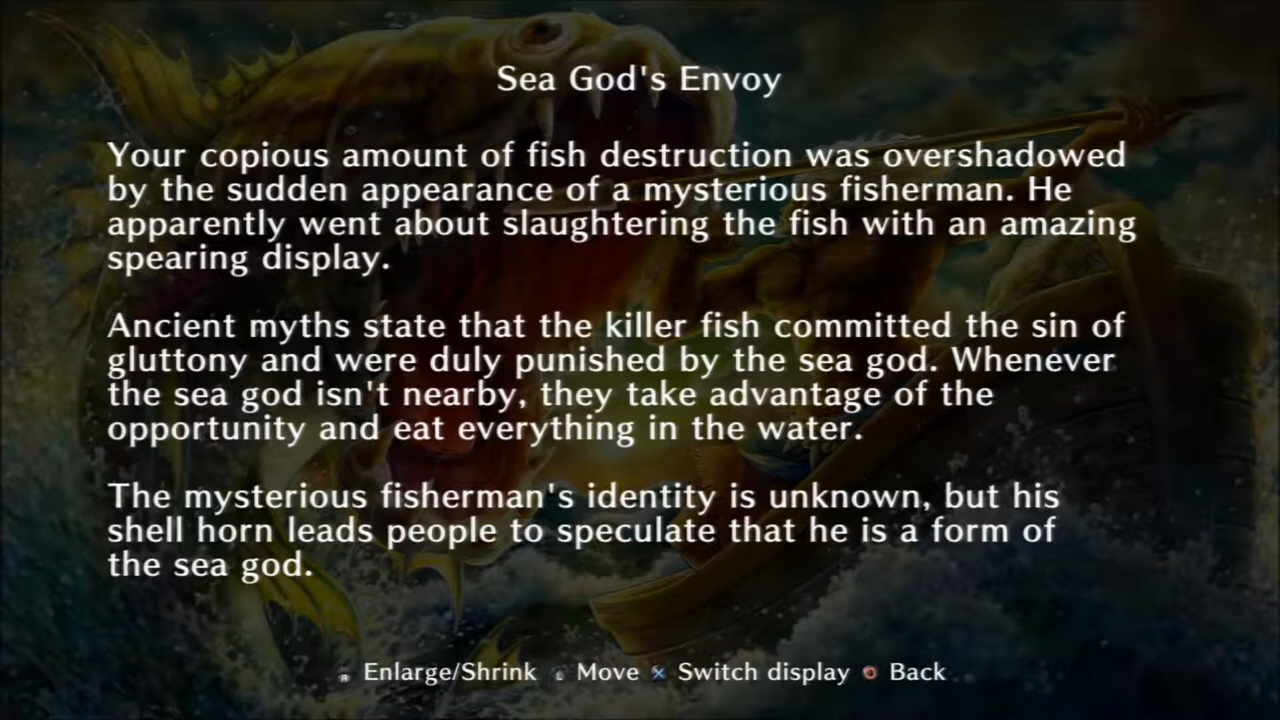 Sea God's Envoy
Your copious amount of fish destruction was overshadowed
by the sudden appearance of a mysterious fisherman. He
apparently went about slaughtering the fish with an amazing
spearing display.
Ancient myths state that the killer fish committed the sin of
gluttony and were duly punished by the sea god. Whenever
the sea god isn't nearby, they take advantage of the
opportunity and eat everything in the water.
The mysterious fisherman's identity is unknown, but his
shell horn leads people to speculate that he is a form of
the sea god.
R Enlarge/Shrink L Move Switch display Back